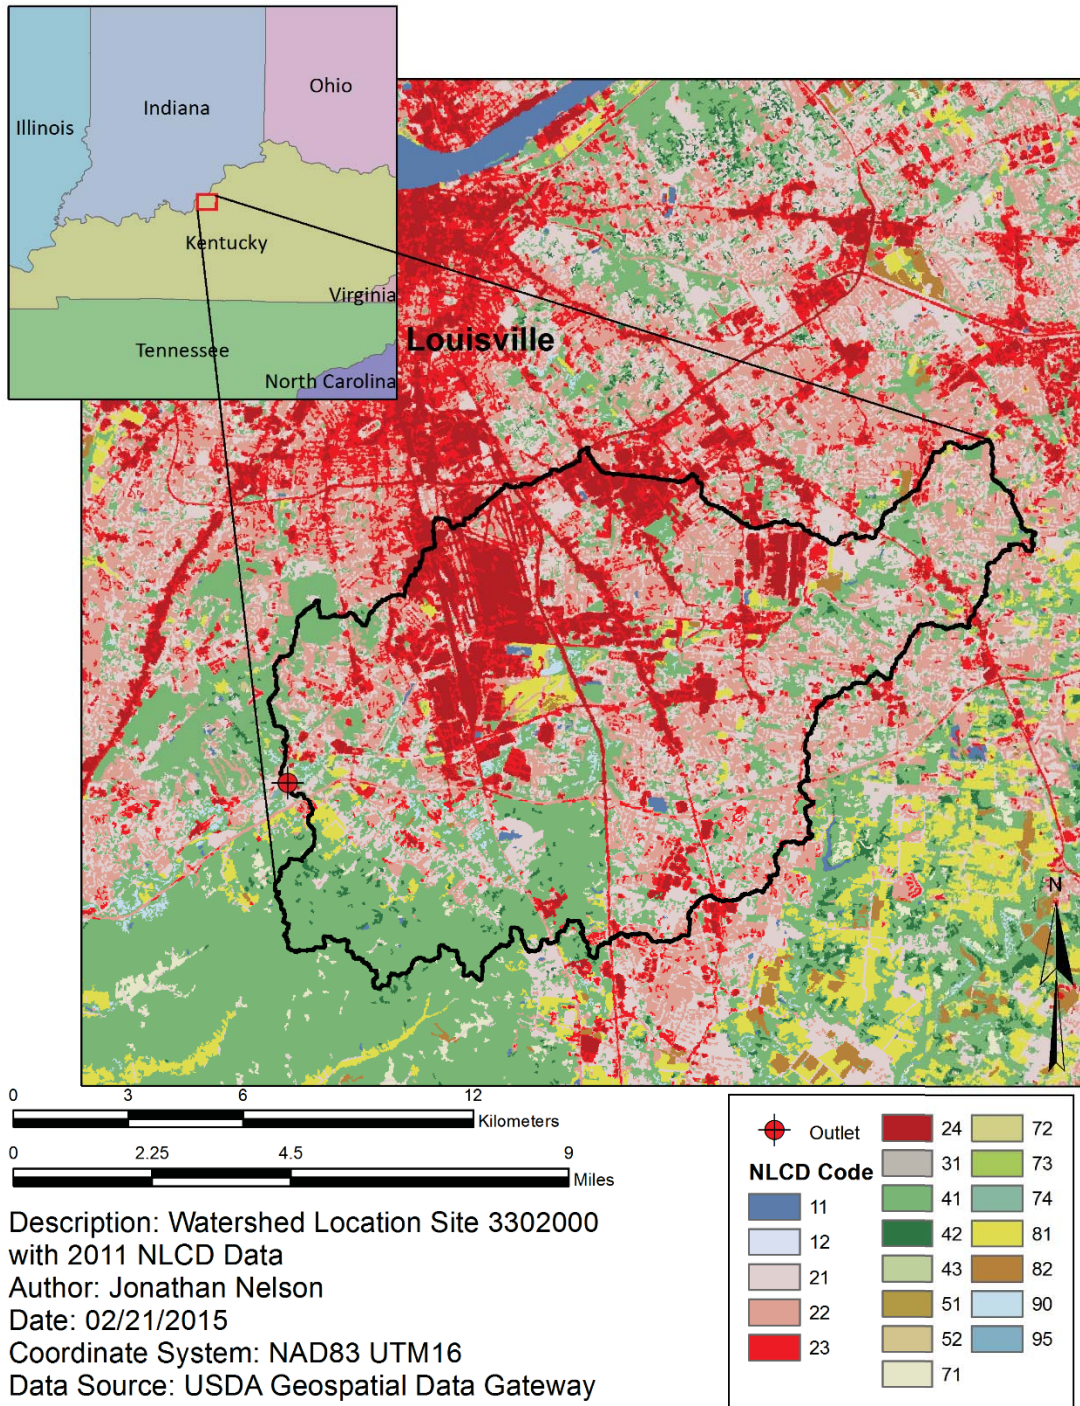 Ohio
Indiana
Illinois
Kentucky
Virginia
Tennessee
North Carolina
Louisville
N
0 3 6 12
Kilometers
0 2.25 4.5 9
Miles
Description: Watershed Location Site 3302000
with 2011 NLCD Data
Author: Jonathan Nelson
Date: 02/21/2015
Coordinate System: NAD83 UTM16
Data Source: USDA Geospatial Data Gateway
Outlet
NLCD Code
11
12
21
22
23
24
31
41
42
43
51
52
71
72
73
74
81
82
90
95